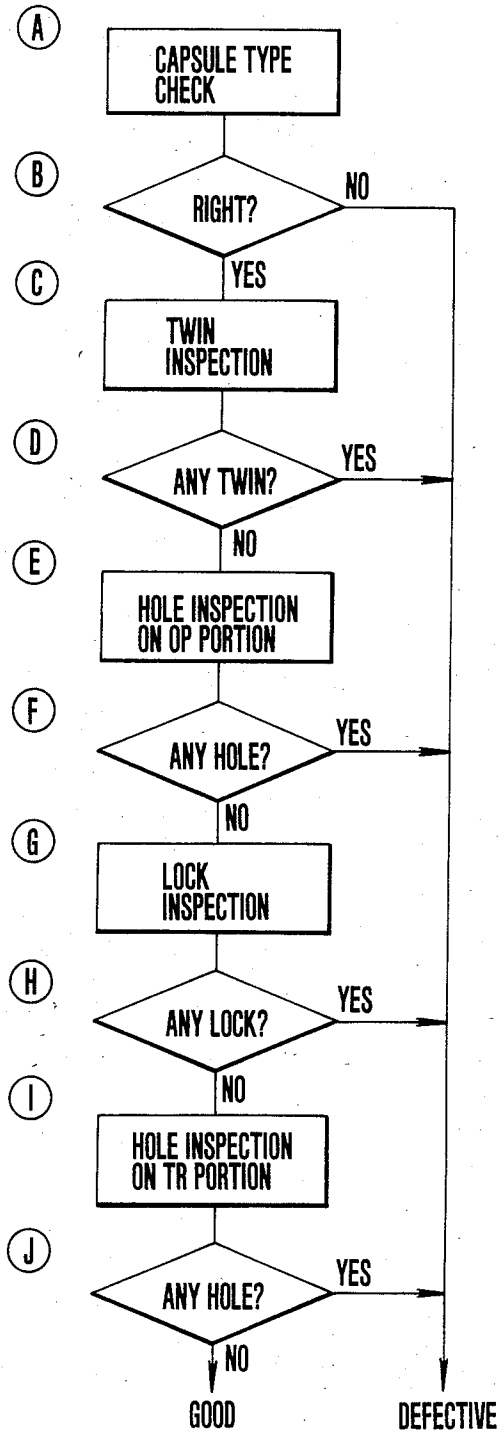 A
CAPSULE TYPE
CHECK
B
RIGHT?
NO
YES
C
TWIN
INSPECTION
D
ANY TWIN?
YES
NO
E
HOLE INSPECTION
ON OP PORTION
F
ANY HOLE?
YES
NO
G
LOCK
INSPECTION
H
ANY LOCK?
YES
NO
I
HOLE INSPECTION
ON TR PORTION
J
ANY HOLE?
YES
NO
GOOD
DEFECTIVE